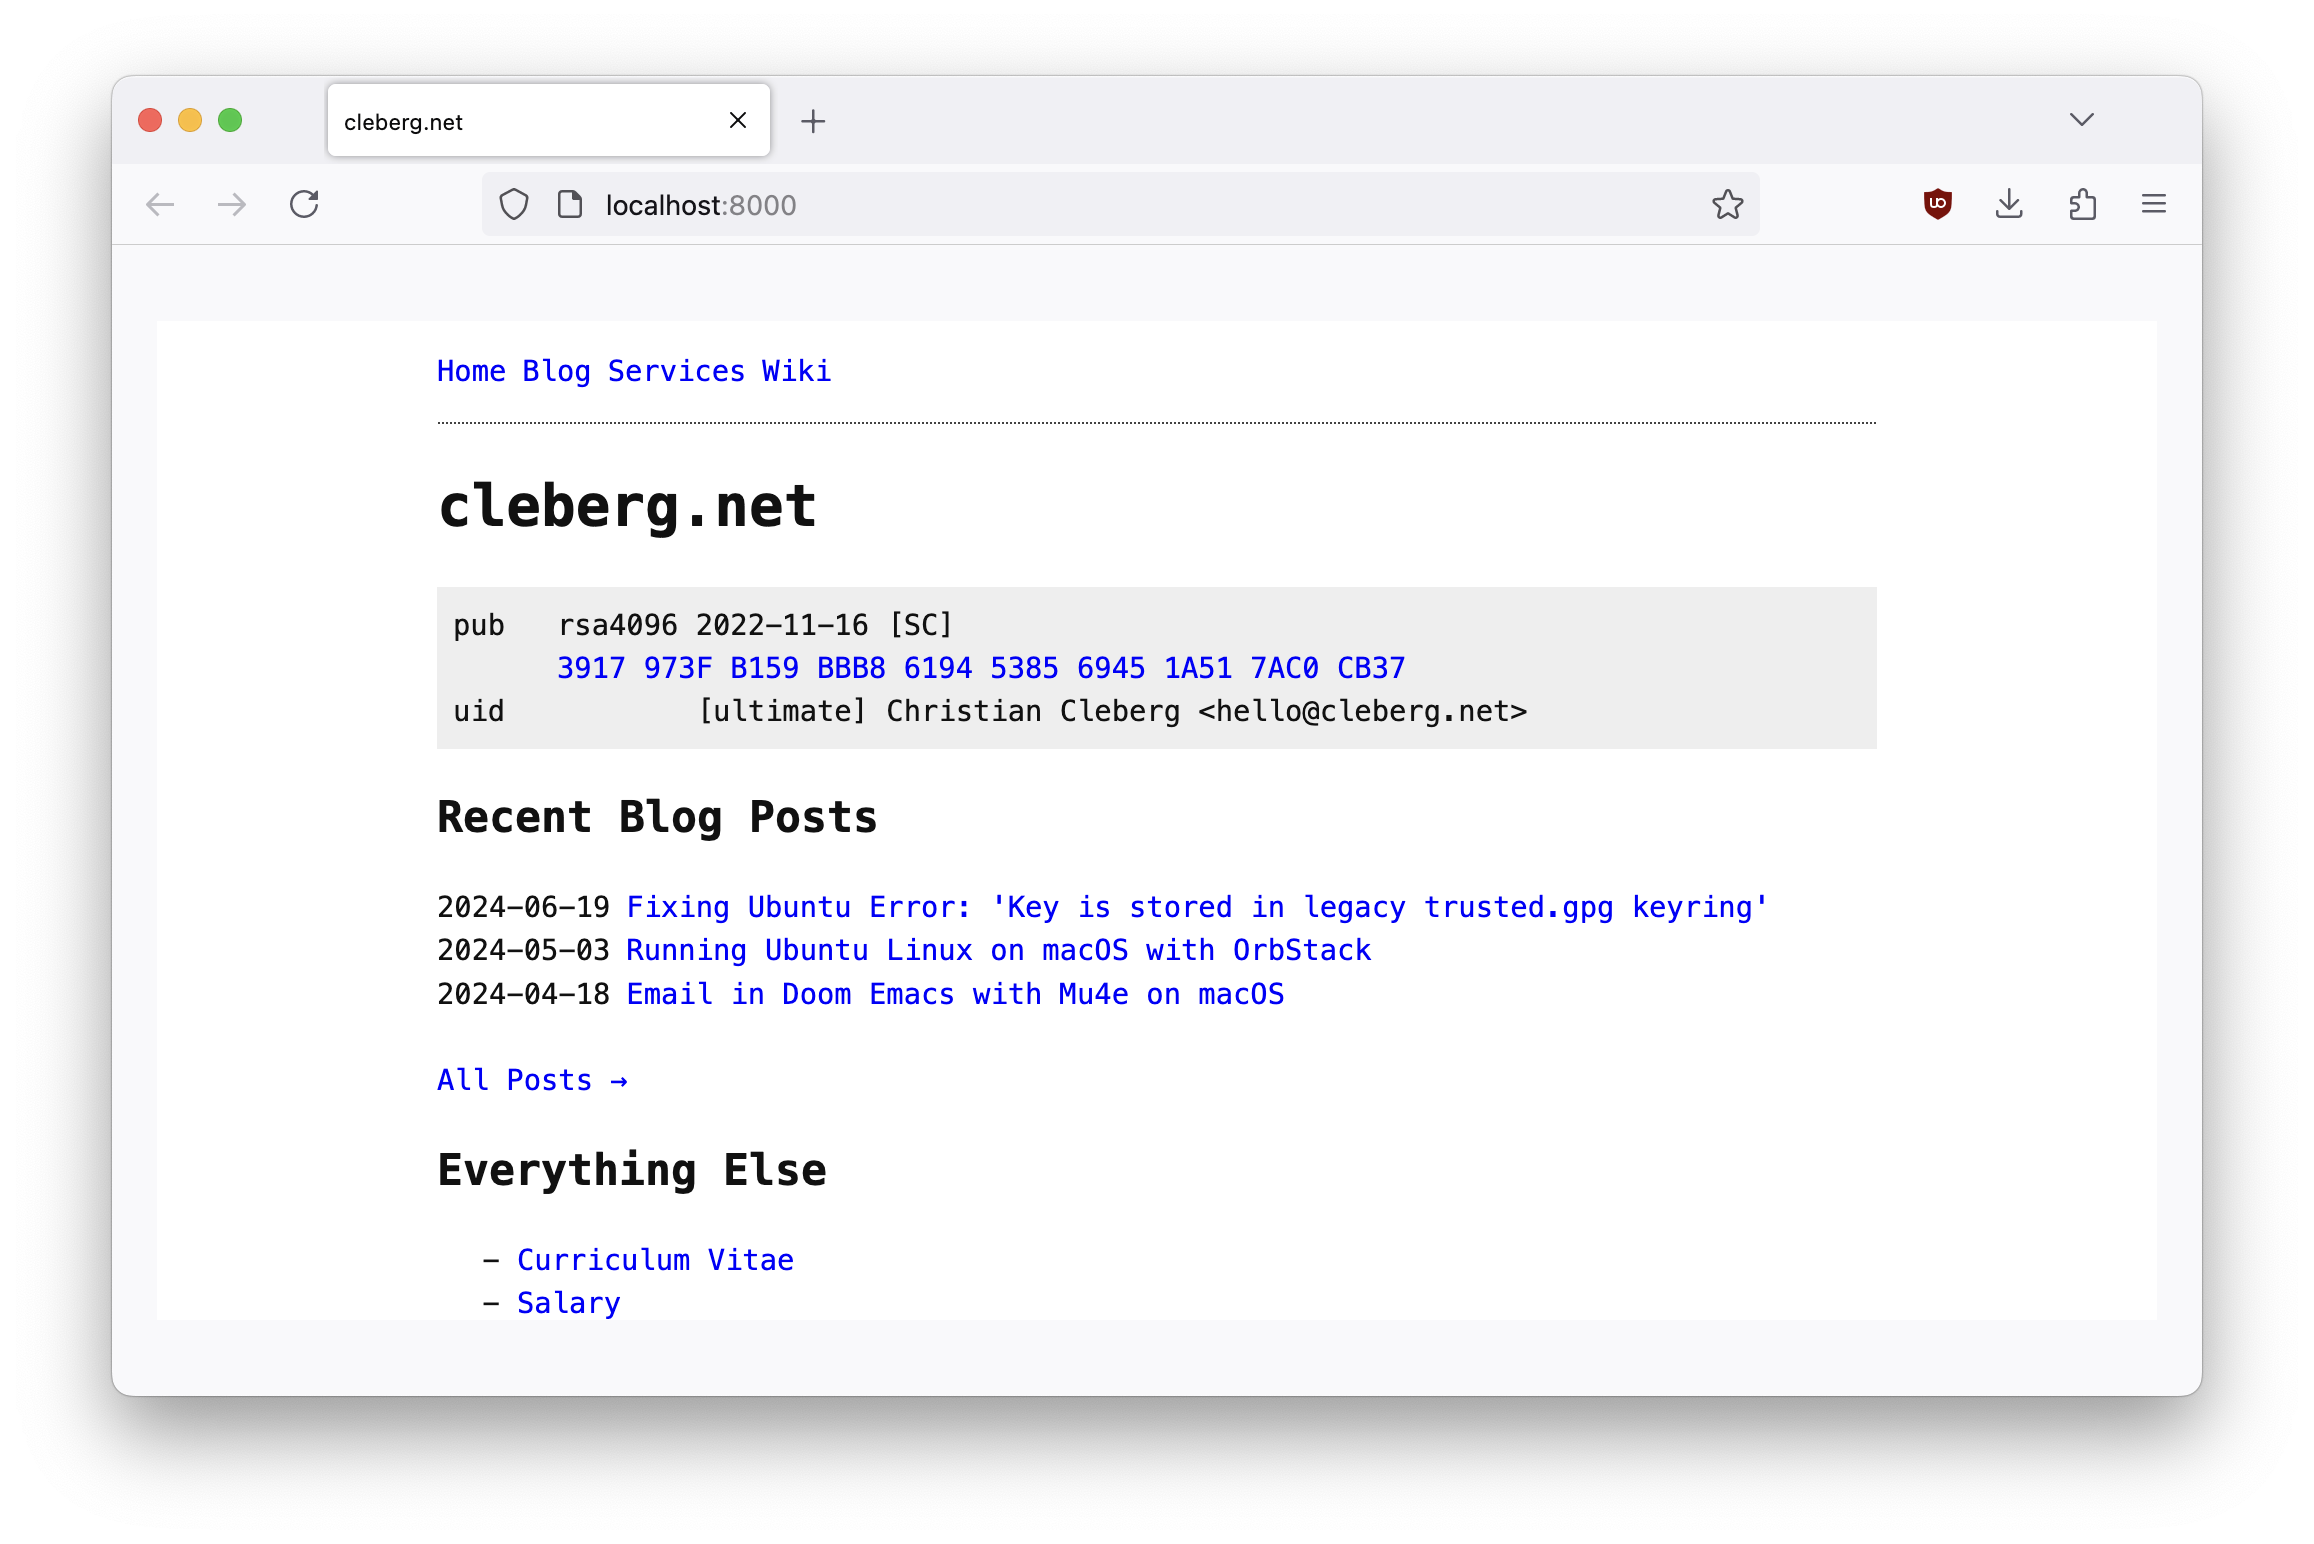 cleberg.net
localhost:8000
Home Blog Services Wiki
cleberg.net
pub   rsa4096 2022-11-16 [SC]
3917 973F B159 BBB8 6194 5385 6945 1A51 7AC0 CB37
uid           [ultimate] Christian Cleberg <hello@cleberg.net>
Recent Blog Posts
2024-06-19 Fixing Ubuntu Error: 'Key is stored in legacy trusted.gpg keyring'
2024-05-03 Running Ubuntu Linux on macOS with OrbStack
2024-04-18 Email in Doom Emacs with Mu4e on macOS
All Posts →
Everything Else
– Curriculum Vitae
– Salary